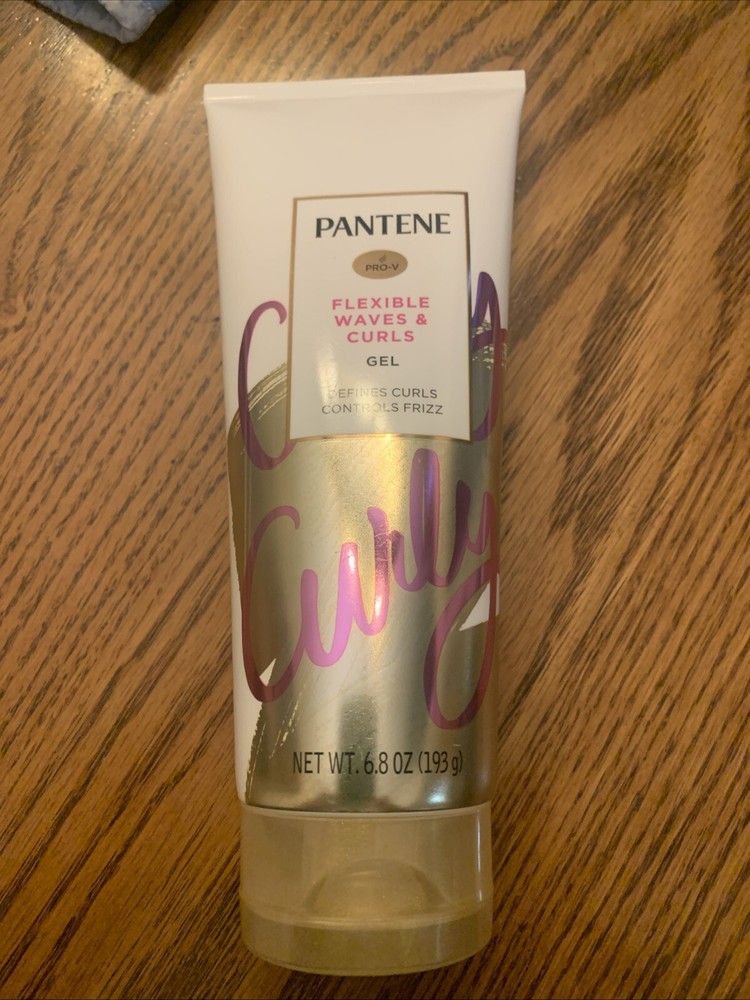 PANTENE
PRO-V
FLEXIBLE
WAVES &
CURLS
GEL
DEFINES CURLS
CONTROLS FRIZZ
Curly
NET WT. 6.8 OZ (193 g)